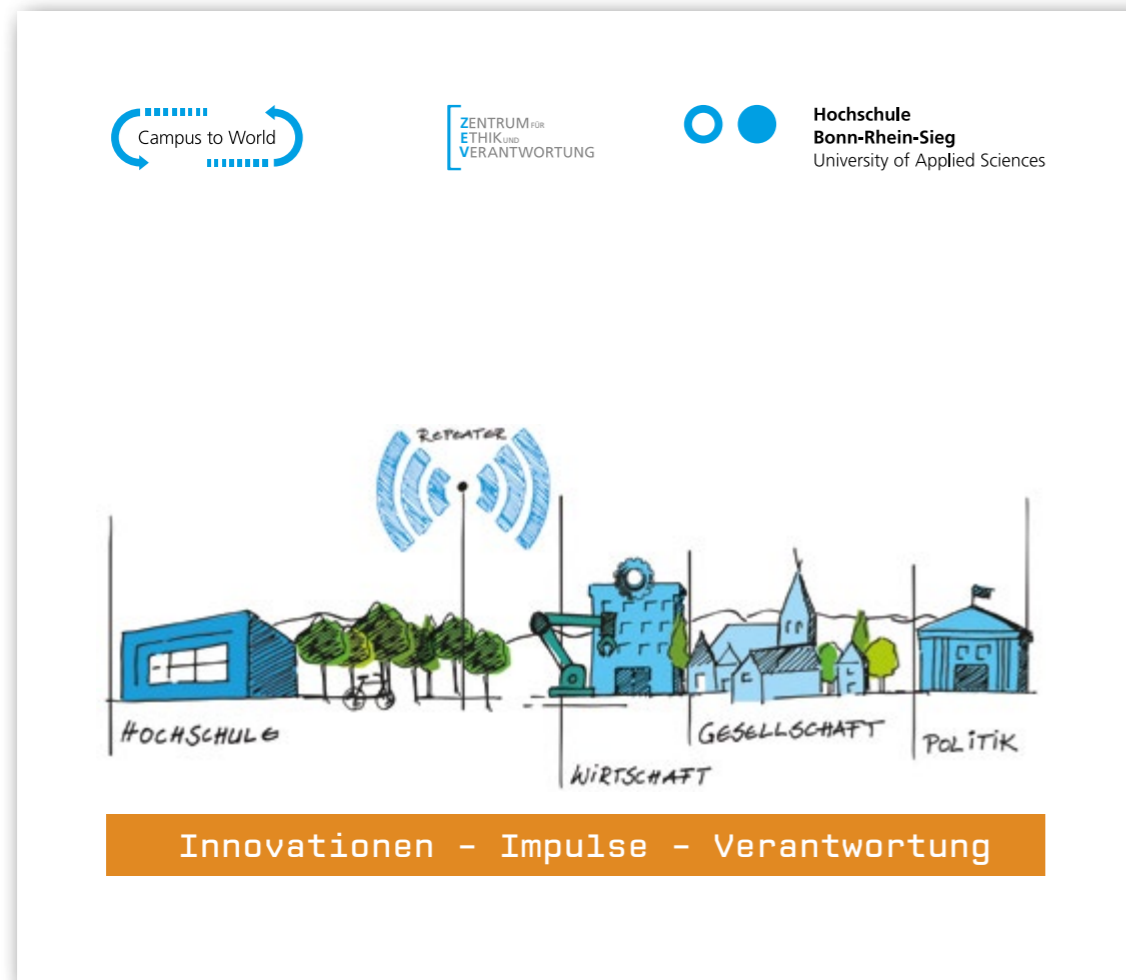 Campus to World
ZENTRUM FÜR
ETHIK UND
VERANTWORTUNG
Hochschule
Bonn-Rhein-Sieg
University of Applied Sciences
REPEATER
HOCHSCHULE
WIRTSCHAFT
GESELLSCHAFT
POLITIK
Innovationen – Impulse – Verantwortung